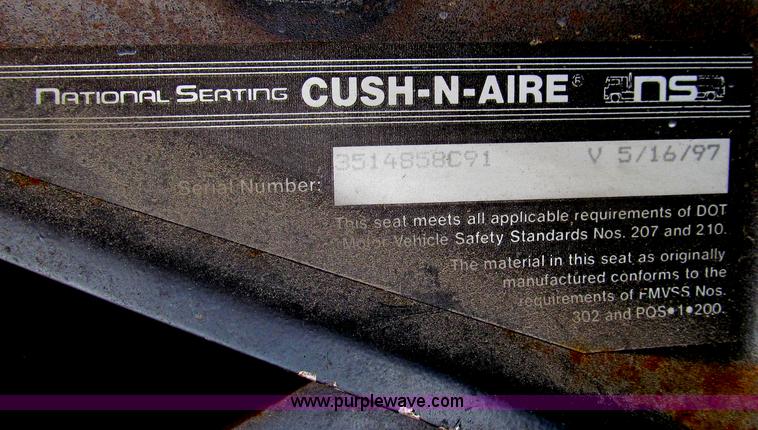 NATIONAL SEATING CUSH-N-AIRE® NS
3514858C91 V 5/16/97
Serial Number:
This seat meets all applicable requirements of DOT
Motor Vehicle Safety Standards Nos. 207 and 210.
The material in this seat as originally
manufactured conforms to the
requirements of FMVSS Nos.
302 and POS•1•200.
www.purplewave.com